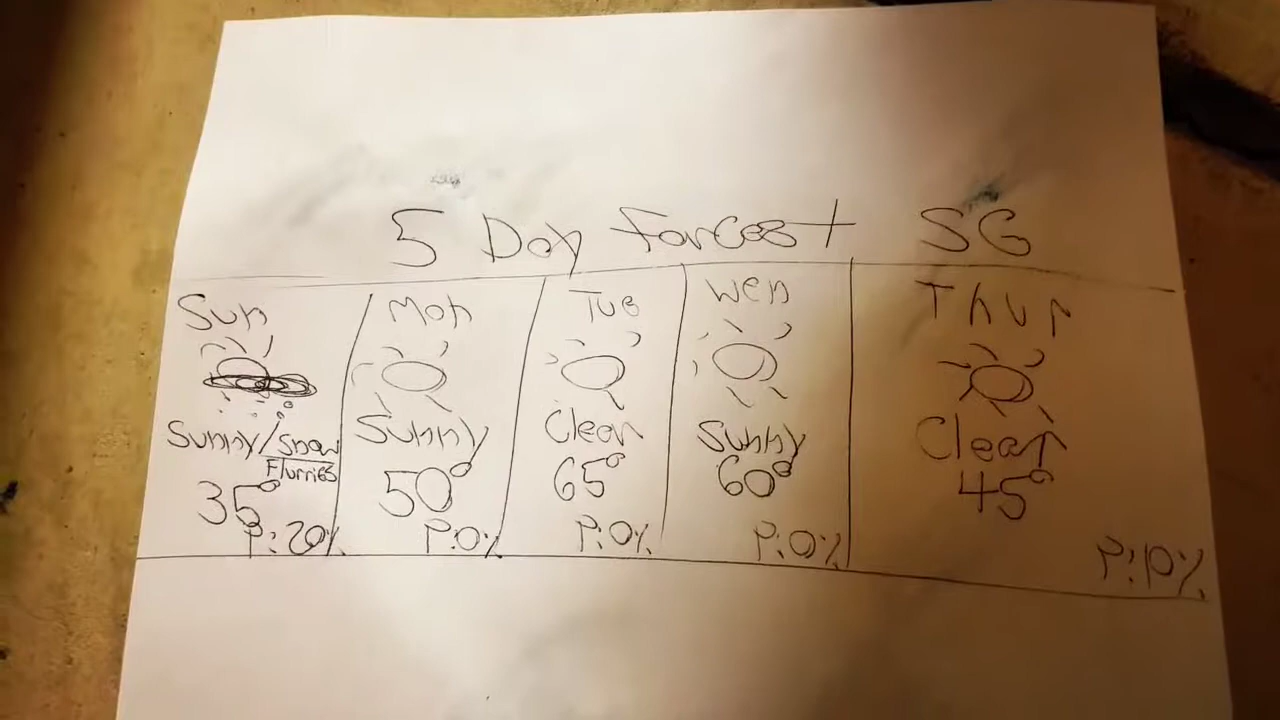 5 Day Forcast SG
Sun Mon Tue Wen Thur
Sunny/Snow Flurries Sunny Clear Sunny Clear
35° 50° 65° 60° 45°
P:20% P:0% P:0% P:0% P:10%